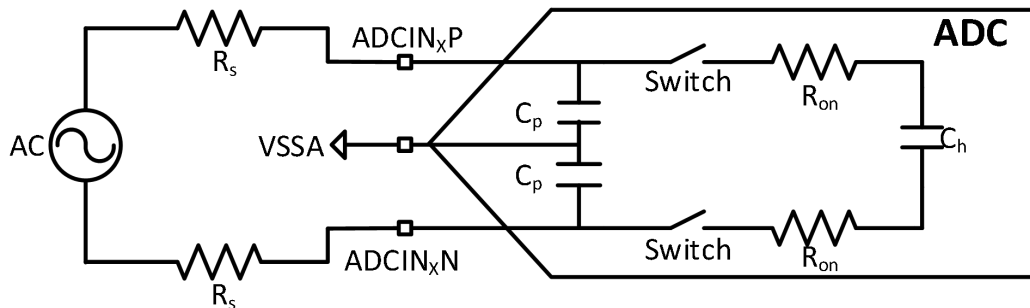 ADC
ADCINₓP
Rₛ
Switch
Rₒₙ
Cₚ
AC
VSSA
Cₕ
Cₚ
Switch
Rₒₙ
ADCINₓN
Rₛ